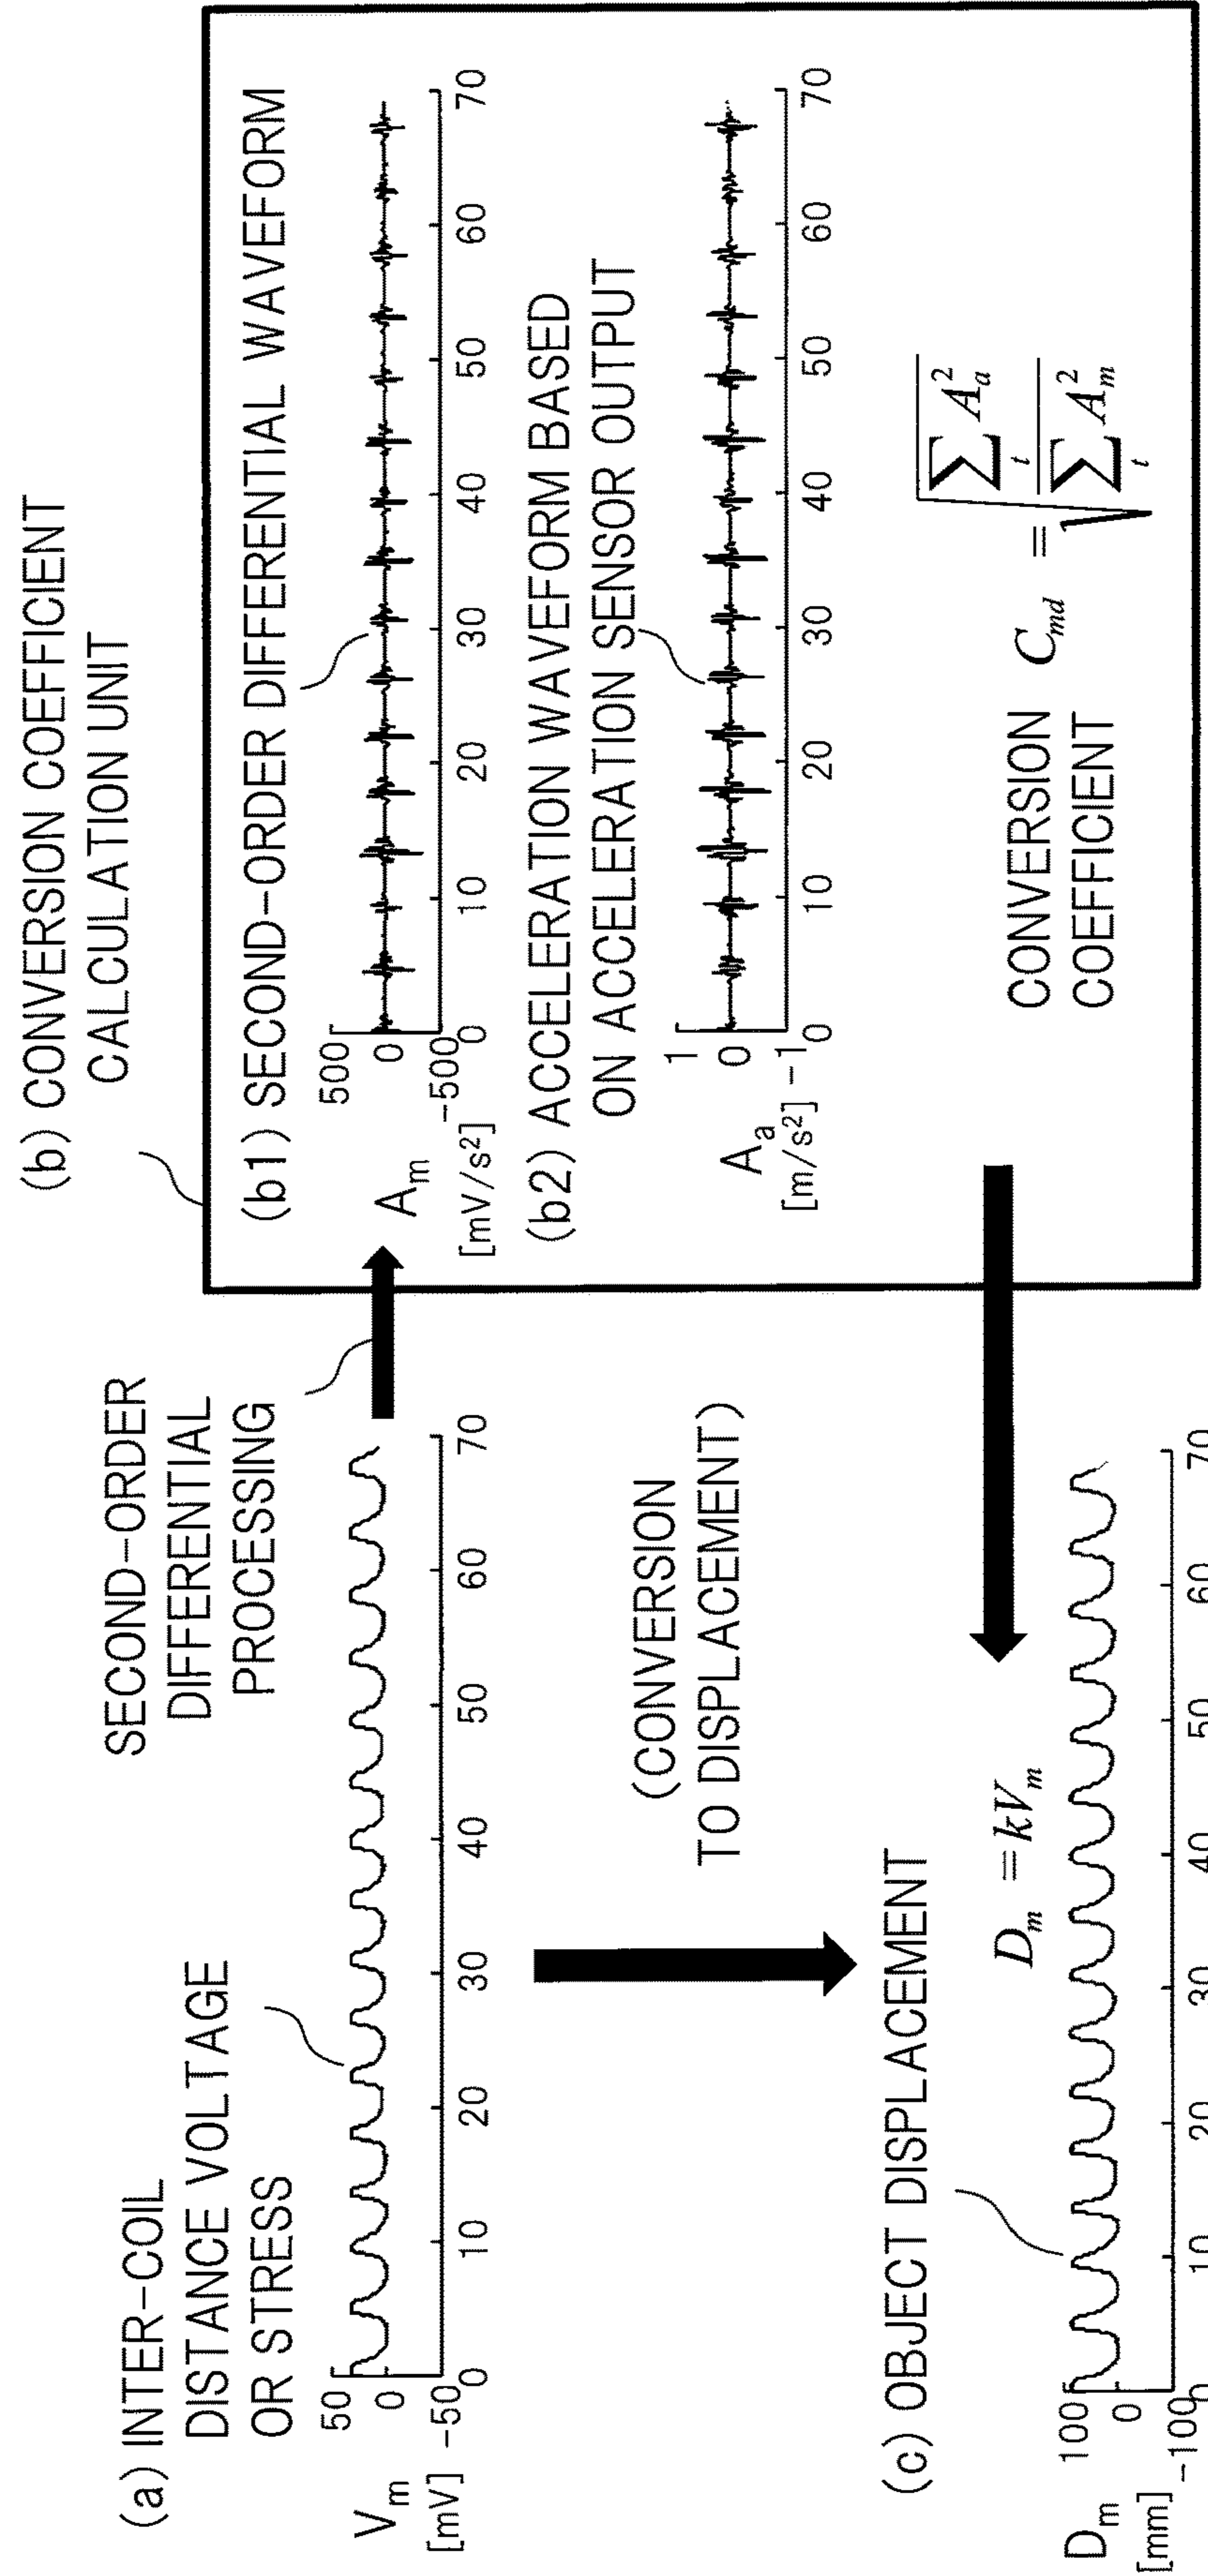 (a) INTER-COIL
DISTANCE VOLTAGE
OR STRESS
V_m
[mV]
50
0
-50
0 10 20 30 40 50 60 70
SECOND-ORDER
DIFFERENTIAL
PROCESSING
(b) CONVERSION COEFFICIENT
CALCULATION UNIT
(b1) SECOND-ORDER DIFFERENTIAL WAVEFORM
A_m
[mV/s²]
500
0
-500
0 10 20 30 40 50 60 70
(b2) ACCELERATION WAVEFORM BASED
ON ACCELERATION SENSOR OUTPUT
A_a
[m/s²]
1
0
-1
0 10 20 30 40 50 60 70
CONVERSION
COEFFICIENT
C_md = √(∑_t A_a² / ∑_t A_m²)
(CONVERSION
TO DISPLACEMENT)
(c) OBJECT DISPLACEMENT
D_m = kV_m
D_m
[mm]
100
0
-100
0 10 20 30 40 50 60 70